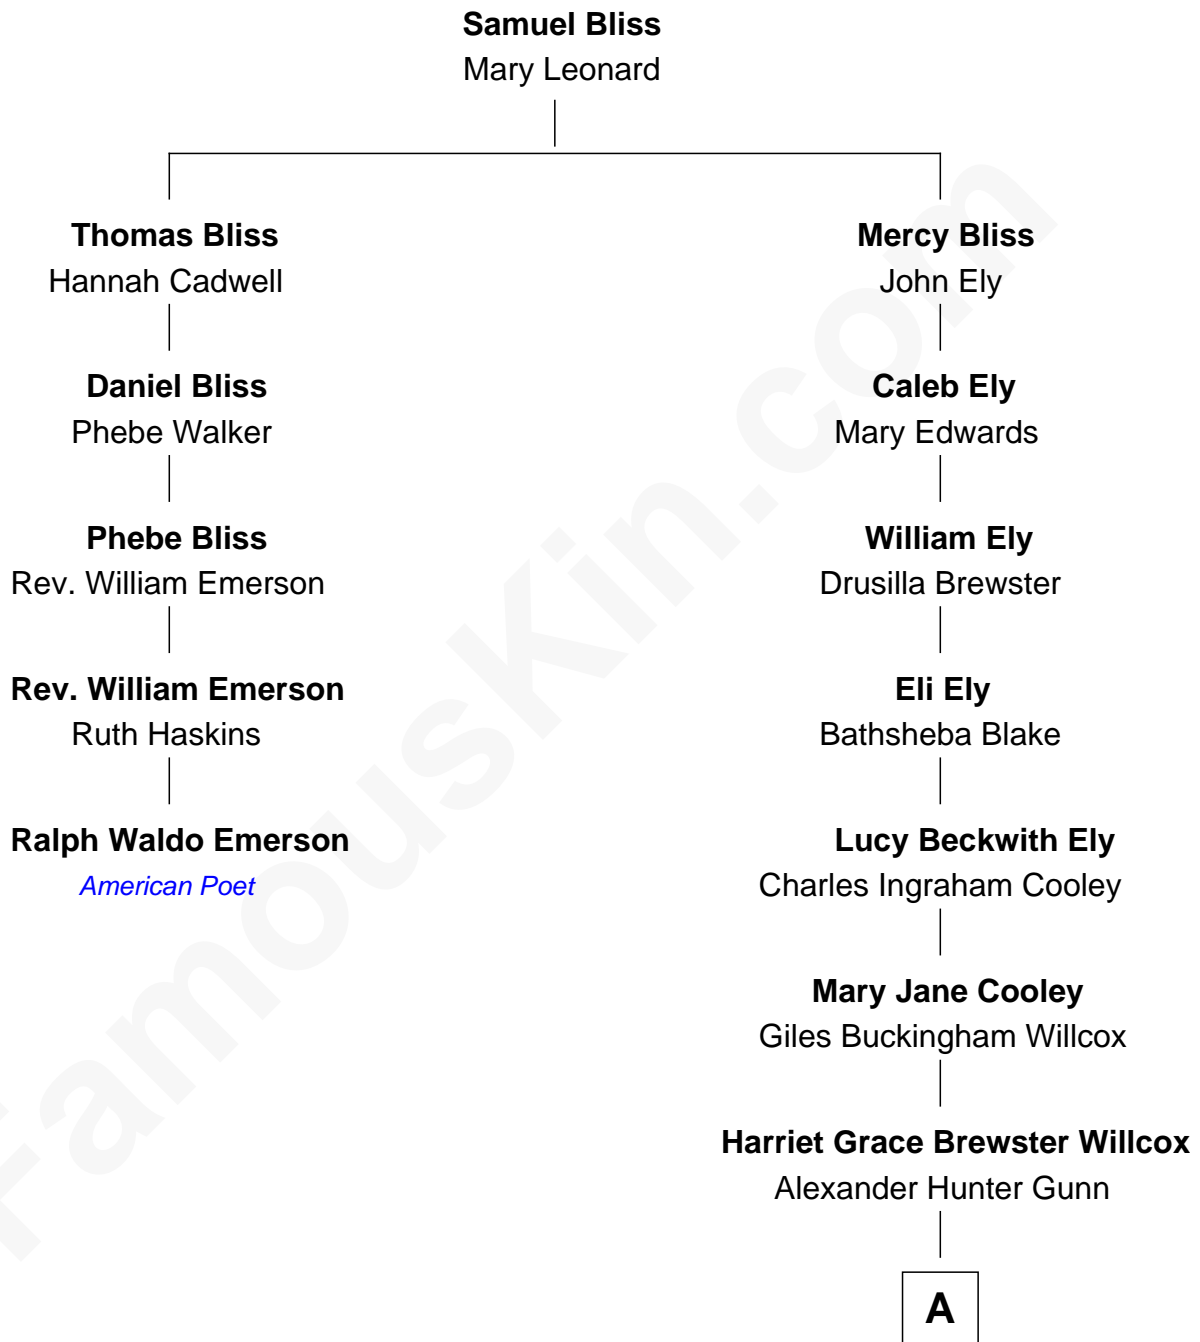 Samuel Bliss
Mary Leonard
Thomas Bliss
Hannah Cadwell
Daniel Bliss
Phebe Walker
Phebe Bliss
Rev. William Emerson
Rev. William Emerson
Ruth Haskins
Ralph Waldo Emerson
American Poet
Mercy Bliss
John Ely
Caleb Ely
Mary Edwards
William Ely
Drusilla Brewster
Eli Ely
Bathsheba Blake
Lucy Beckwith Ely
Charles Ingraham Cooley
Mary Jane Cooley
Giles Buckingham Willcox
Harriet Grace Brewster Willcox
Alexander Hunter Gunn
A
FamousKin.com